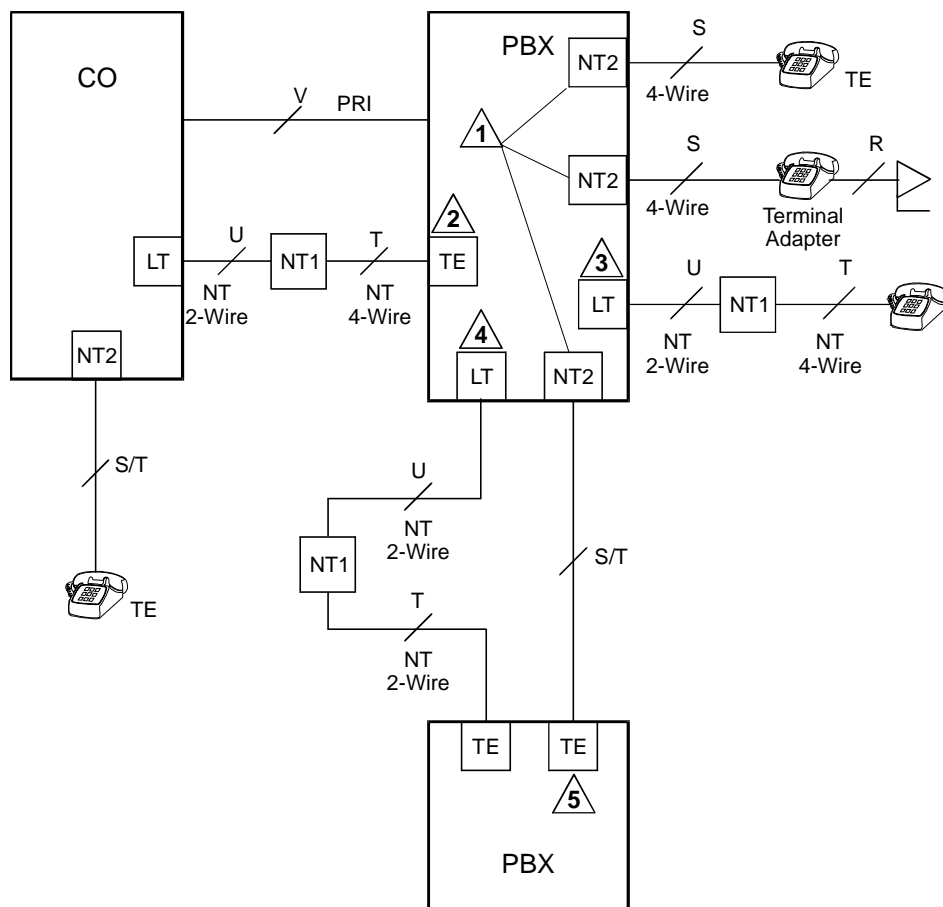 CO
PBX
NT2
S
4-Wire
TE
V
PRI
1
NT2
S
4-Wire
Terminal
Adapter
R
2
TE
LT
U
NT
2-Wire
NT1
T
NT
4-Wire
3
LT
U
NT
2-Wire
NT1
T
NT
4-Wire
NT2
4
LT
NT2
S/T
TE
U
NT
2-Wire
NT1
T
NT
2-Wire
S/T
TE
TE
5
PBX